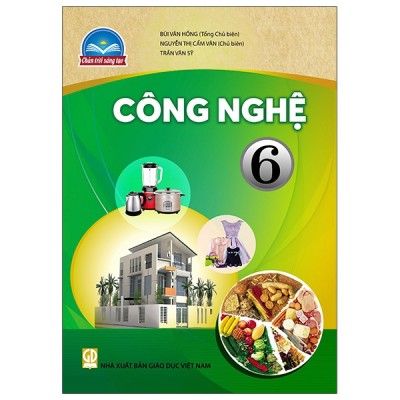 BÙI VĂN HỒNG (Tổng Chủ biên)
NGUYỄN THỊ CẨM VÂN (Chủ biên)
TRẦN VĂN SỸ
Chân trời sáng tạo
CÔNG NGHỆ
6
GD
NHÀ XUẤT BẢN GIÁO DỤC VIỆT NAM